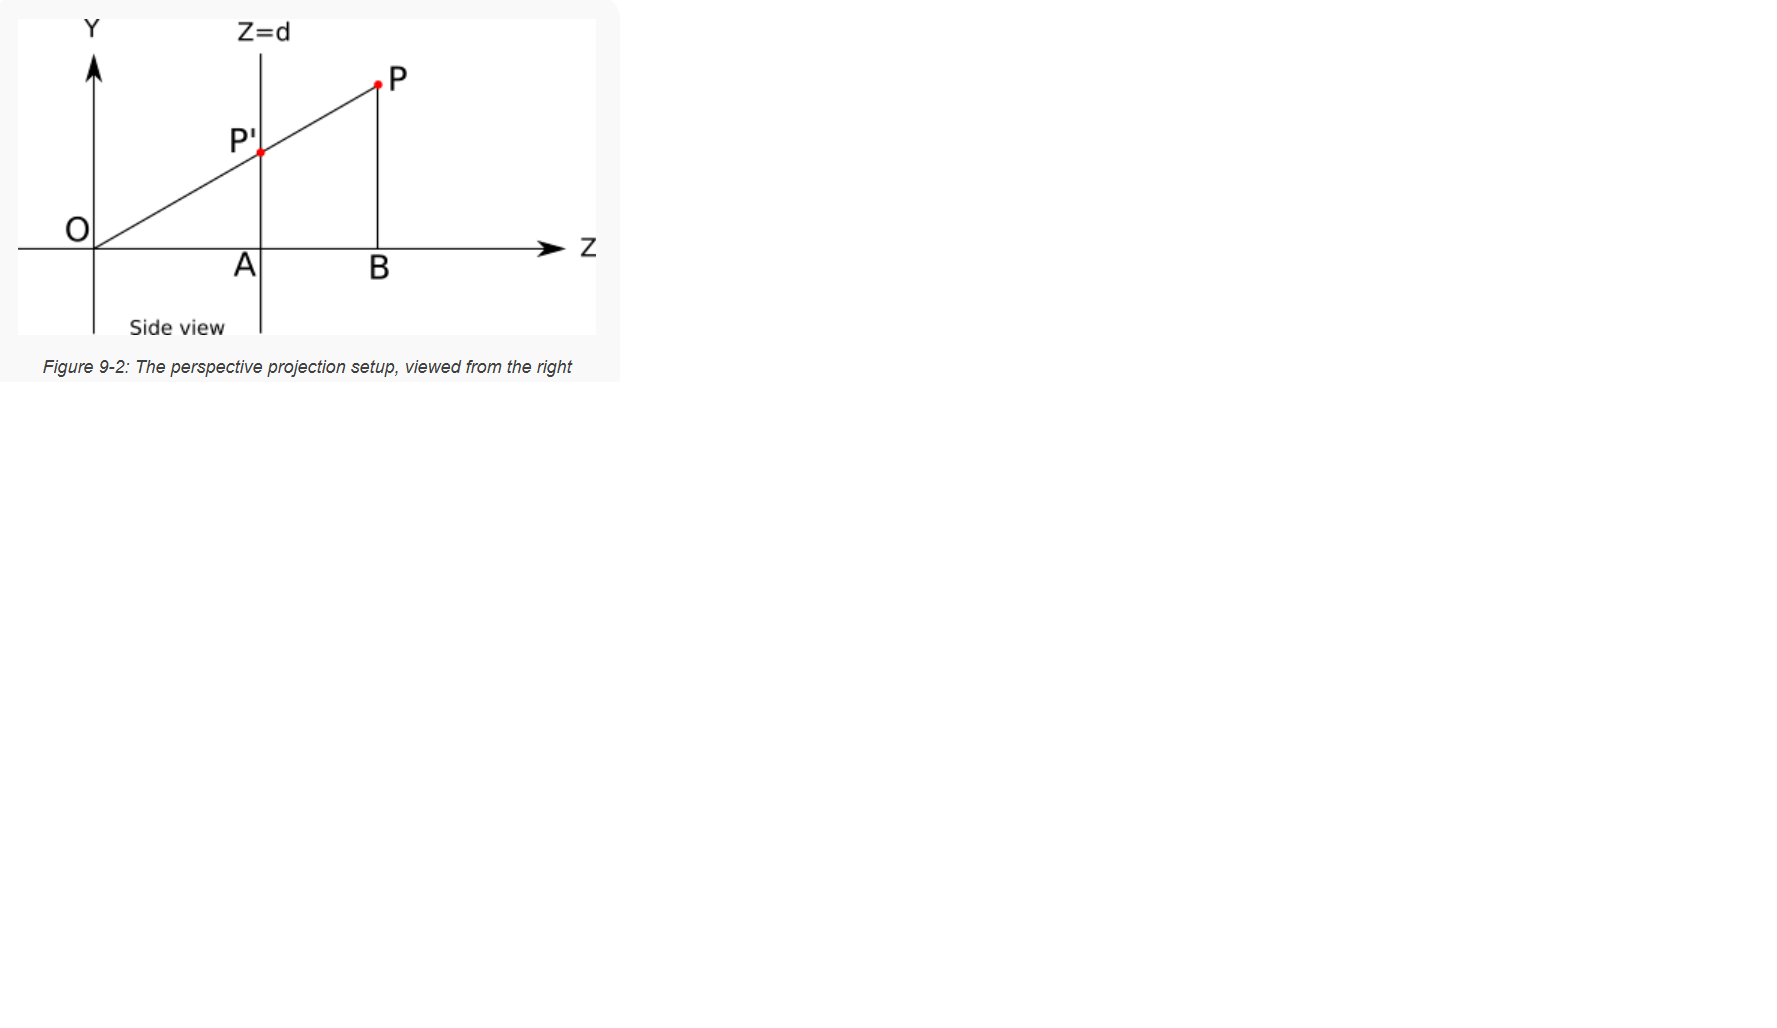 Y
Z=d
P
P'
O
Z
A
B
Side view
Figure 9-2: The perspective projection setup, viewed from the right